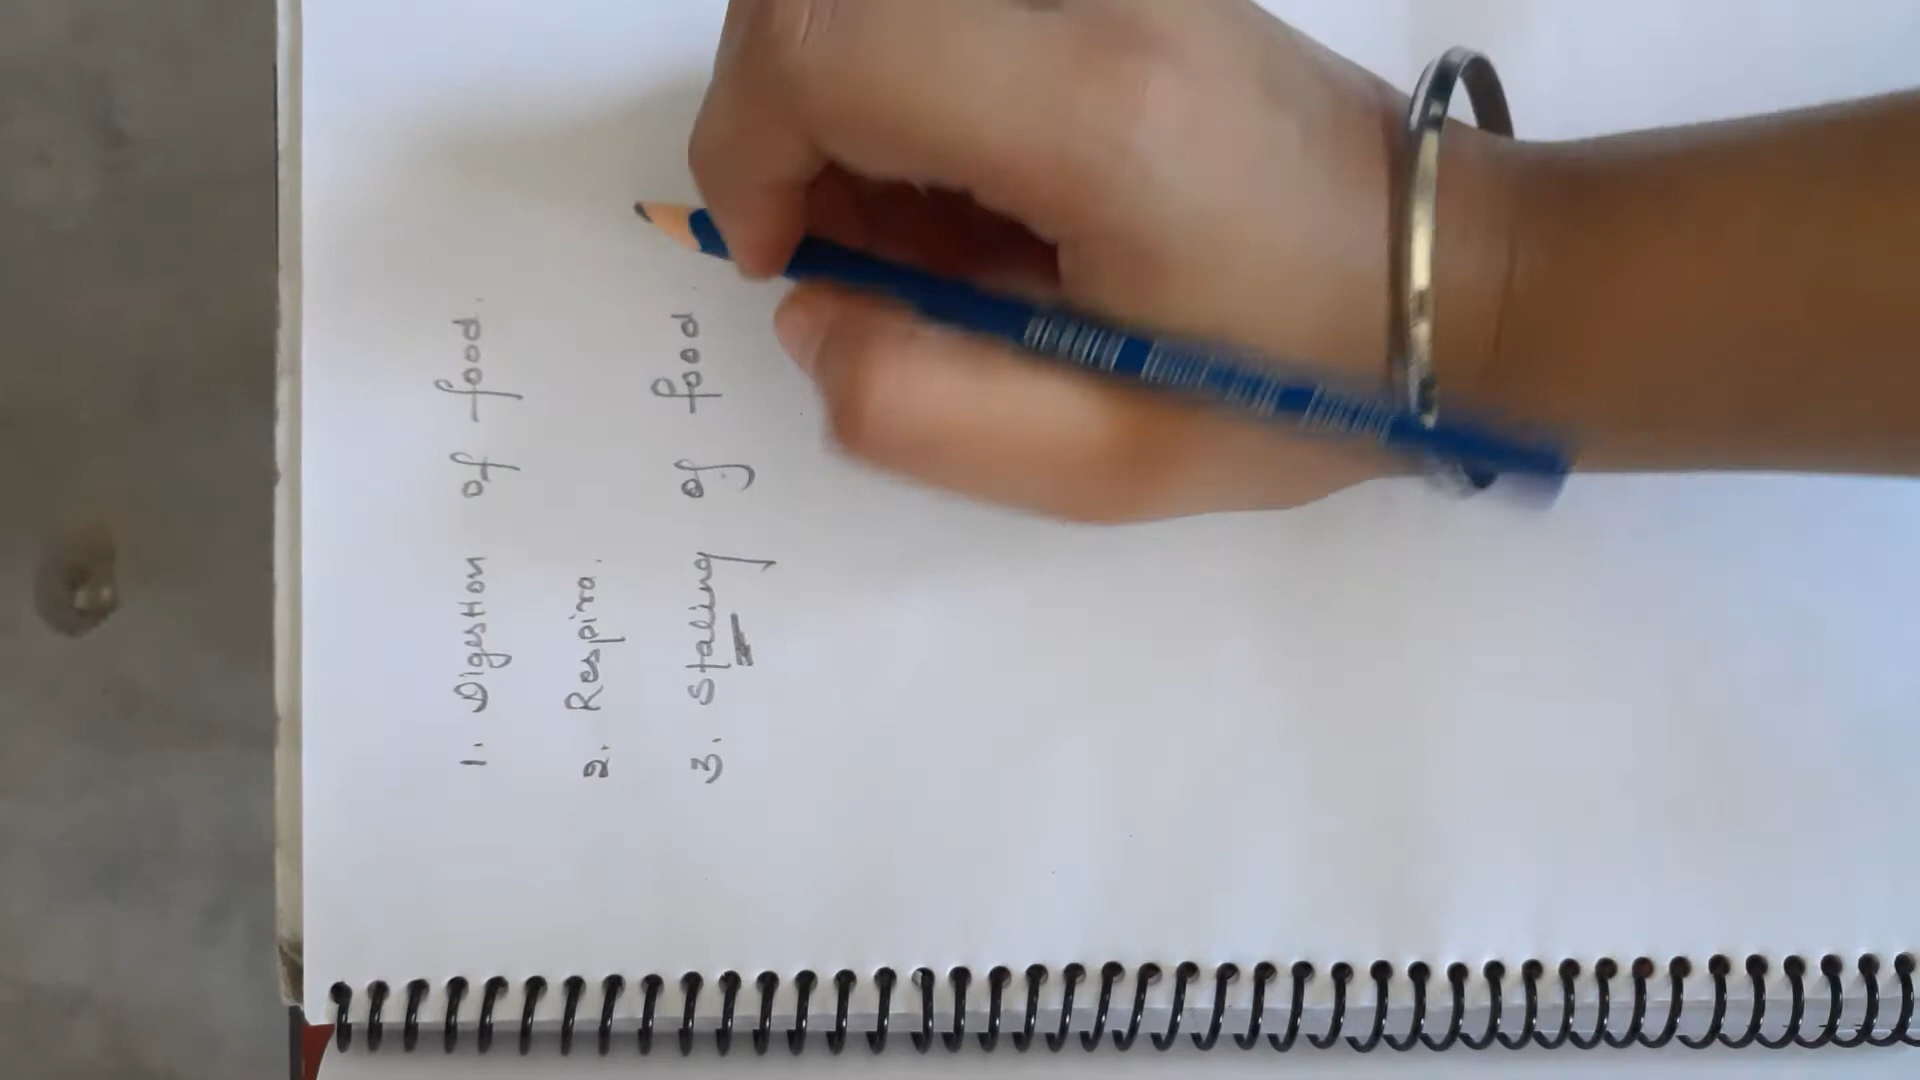 1. Digestion of food.
2. Respira.
3. Staling of food.